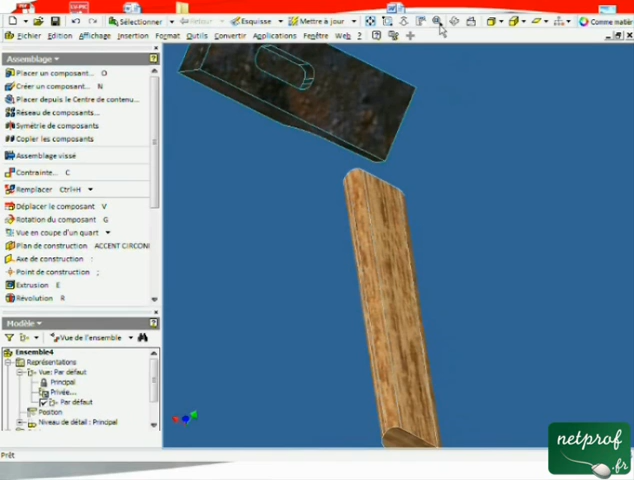 Sélectionner Retour Esquisse Mettre à jour Comme matér
Fichier Edition Affichage Insertion Format Outils Convertir Applications Fenêtre Web ?
Assemblage
Placer un composant... O
Créer un composant... N
Placer depuis le Centre de contenu...
Réseau de composants...
Symétrie de composants
Copier les composants
Assemblage vissé
Contrainte... C
Remplacer Ctrl+H
Déplacer le composant V
Rotation du composant G
Vue en coupe d'un quart
Plan de construction ACCENT CIRCON
Axe de construction :
Point de construction ;
Extrusion E
Révolution R
Modèle
Vue de l'ensemble
Ensemble4
Représentations
Vue: Par défaut
Principal
Privée...
Par défaut
Position
Niveau de détail : Principal
Prêt
netprof
.fr